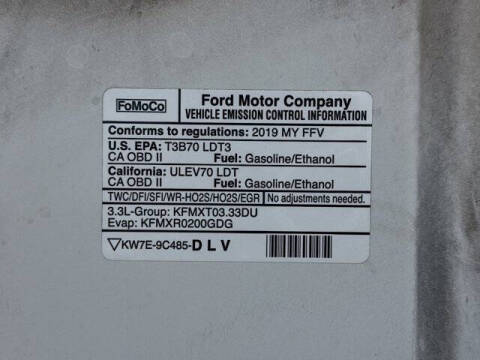 FoMoCo
Ford Motor Company
VEHICLE EMISSION CONTROL INFORMATION
Conforms to regulations: 2019 MY FFV
U.S. EPA: T3B70 LDT3
CA OBD II Fuel: Gasoline/Ethanol
California: ULEV70 LDT
CA OBD II Fuel: Gasoline/Ethanol
TWC/DFI/SFI/WR-HO2S/HO2S/EGR No adjustments needed.
3.3L-Group: KFMXT03.33DU
Evap: KFMXR0200GDG
KW7E-9C485-DLV